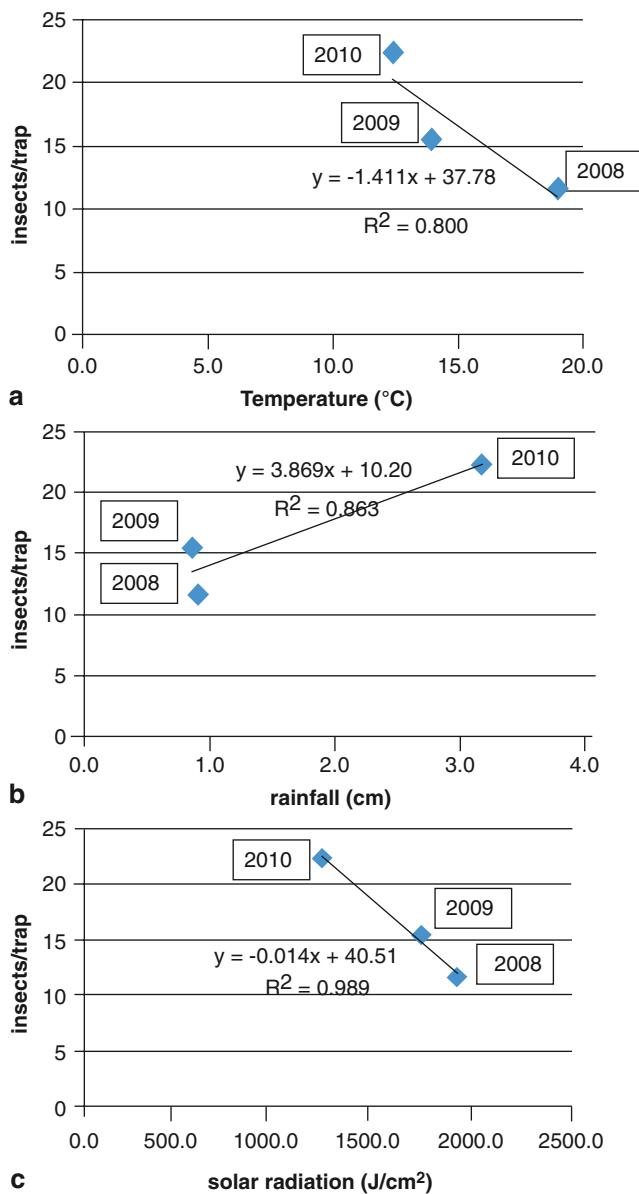 25
20
15
10
5
0
insects/trap
2010
2009
2008
y = -1.411x + 37.78
R² = 0.800
0.0 5.0 10.0 15.0 20.0
a Temperature (°C)
25
20
15
10
5
0
insects/trap
y = 3.869x + 10.20
2010
R² = 0.863
2009
2008
0.0 1.0 2.0 3.0 4.0
b rainfall (cm)
25
20
15
10
5
0
insects/trap
2010
2009
y = -0.014x + 40.51
2008
R² = 0.989
0.0 500.0 1000.0 1500.0 2000.0 2500.0
c solar radiation (J/cm²)